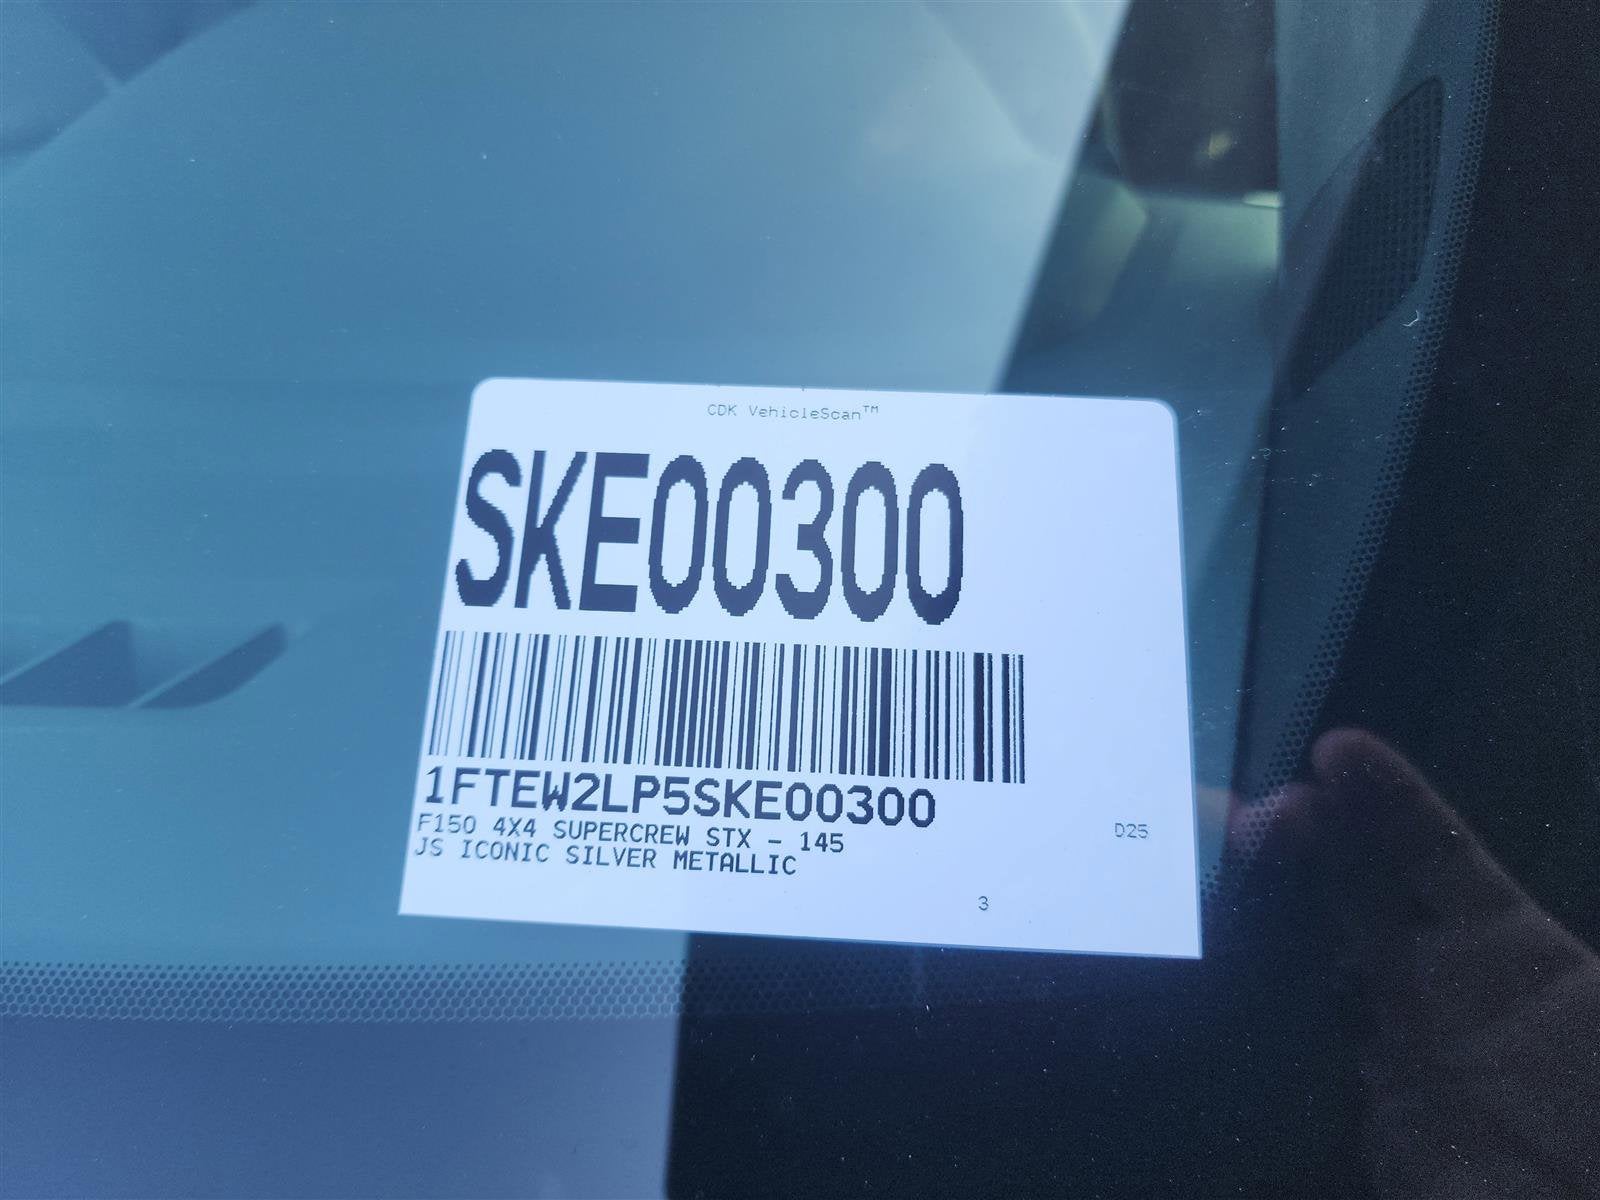 CDK VehicleScan™
SKE00300
1FTEW2LP5SKE00300
F150 4X4 SUPERCREW STX - 145
JS ICONIC SILVER METALLIC
D25
3